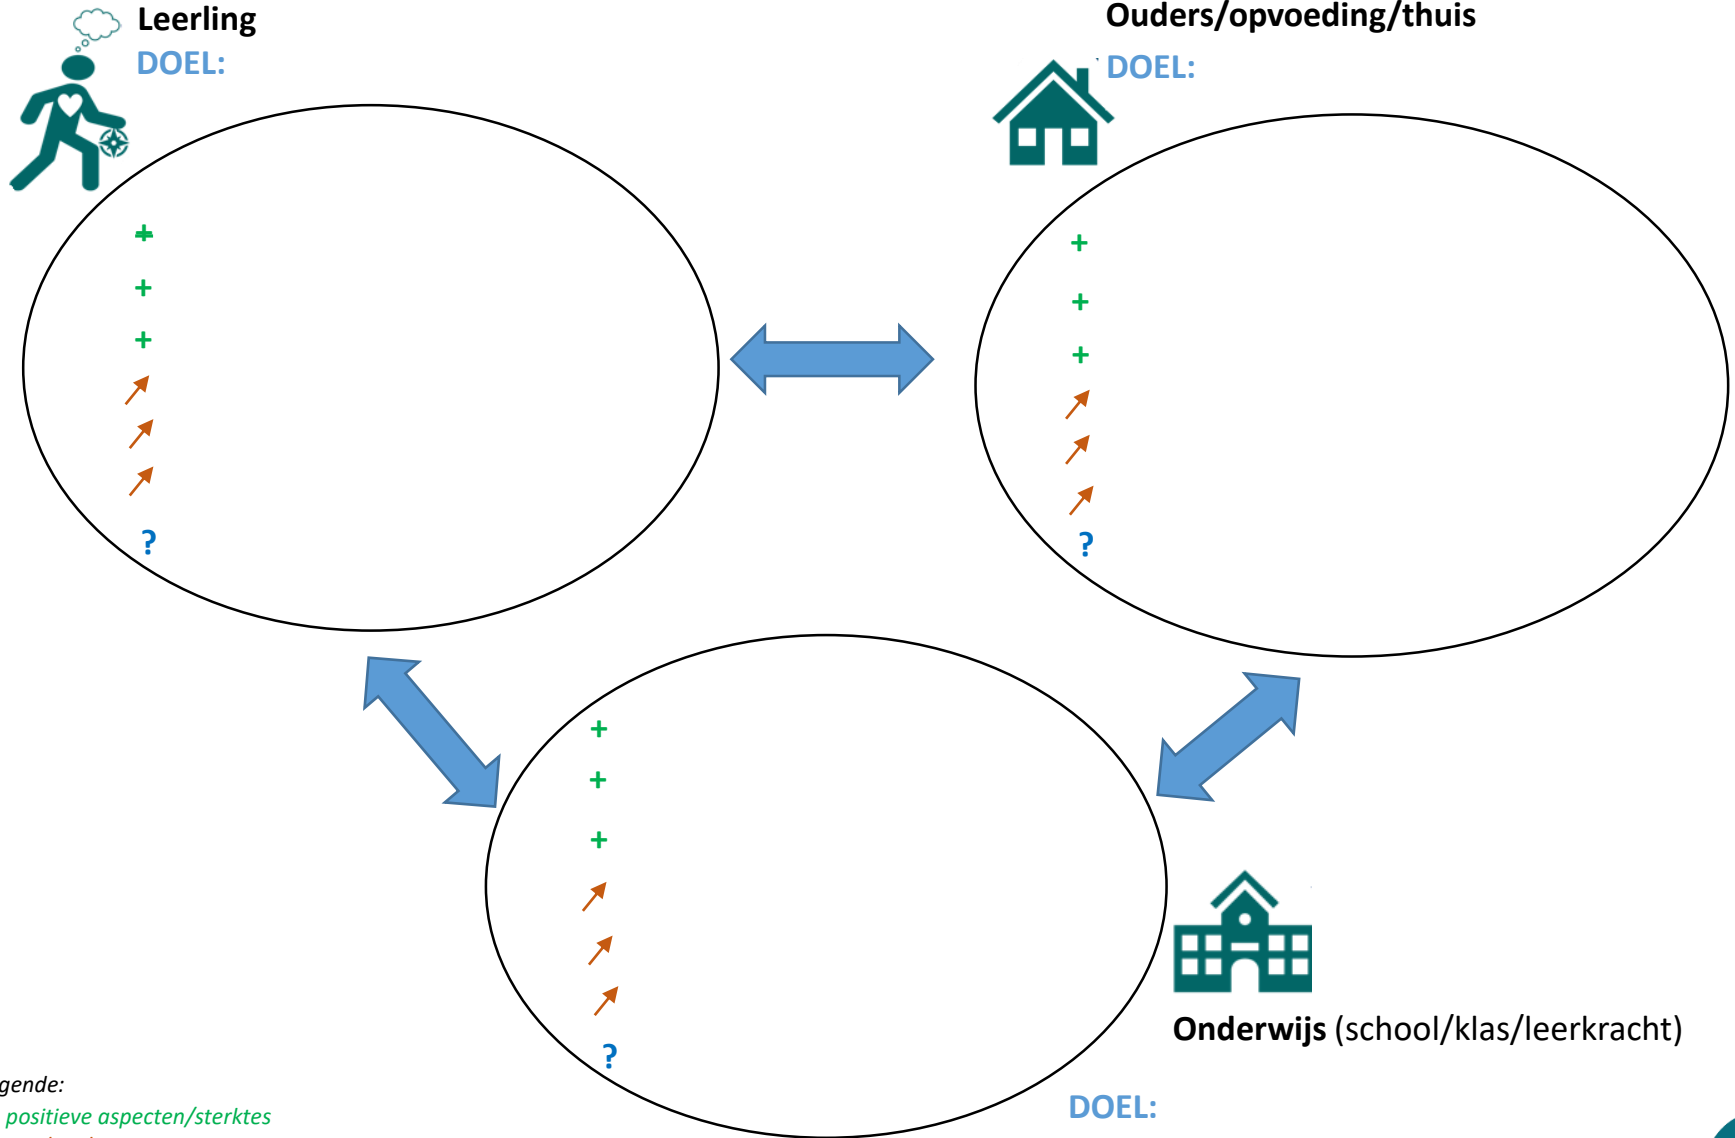 Leerling
DOEL:
Ouders/opvoeding/thuis
DOEL:
+
+
+
?
+
+
+
?
+
+
+
?
Onderwijs (school/klas/leerkracht)
DOEL:
gende:
positieve aspecten/sterktes